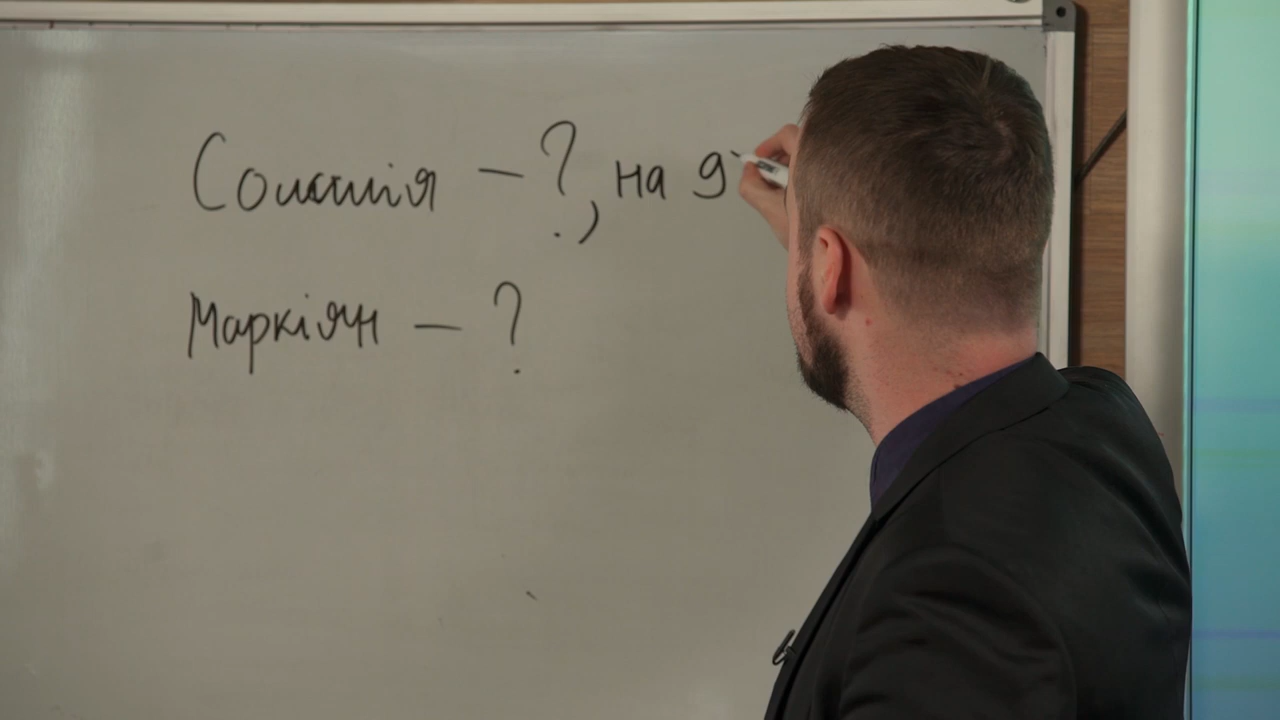 Соломія – ?, на 9
Маркіян – ?